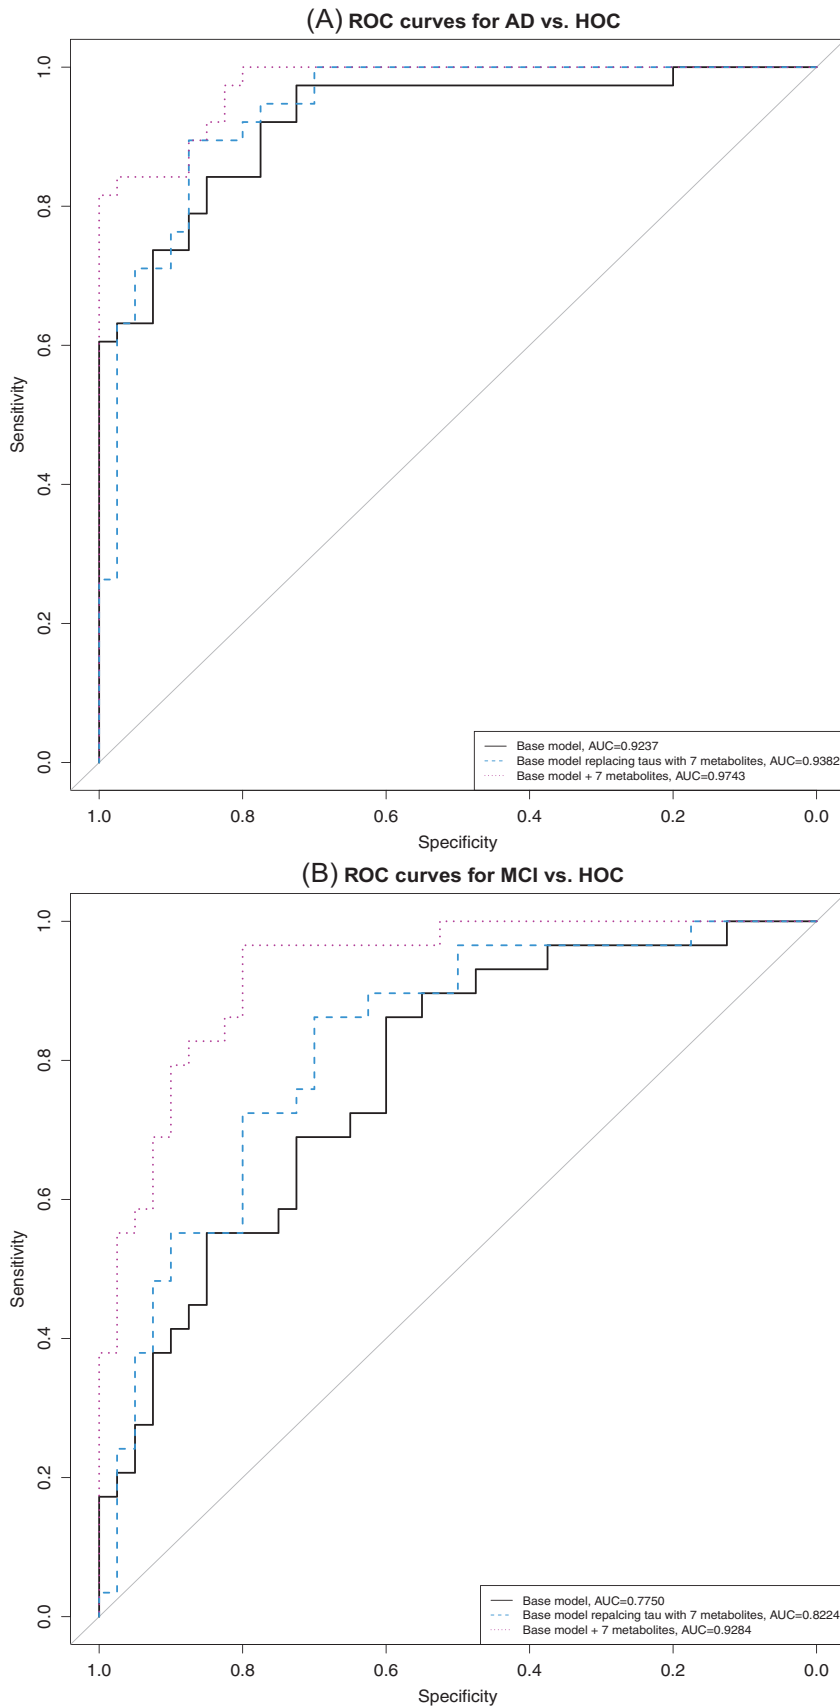 (A) ROC curves for AD vs. HOC
1.0
0.8
0.6
0.4
0.2
0.0
Sensitivity
Base model, AUC=0.9237
Base model replacing taus with 7 metabolites, AUC=0.9382
Base model + 7 metabolites, AUC=0.9743
1.0 0.8 0.6 0.4 0.2 0.0
Specificity
(B) ROC curves for MCI vs. HOC
1.0
0.8
0.6
0.4
0.2
0.0
Sensitivity
Base model, AUC=0.7750
Base model repalcing tau with 7 metabolites, AUC=0.8224
Base model + 7 metabolites, AUC=0.9284
1.0 0.8 0.6 0.4 0.2 0.0
Specificity